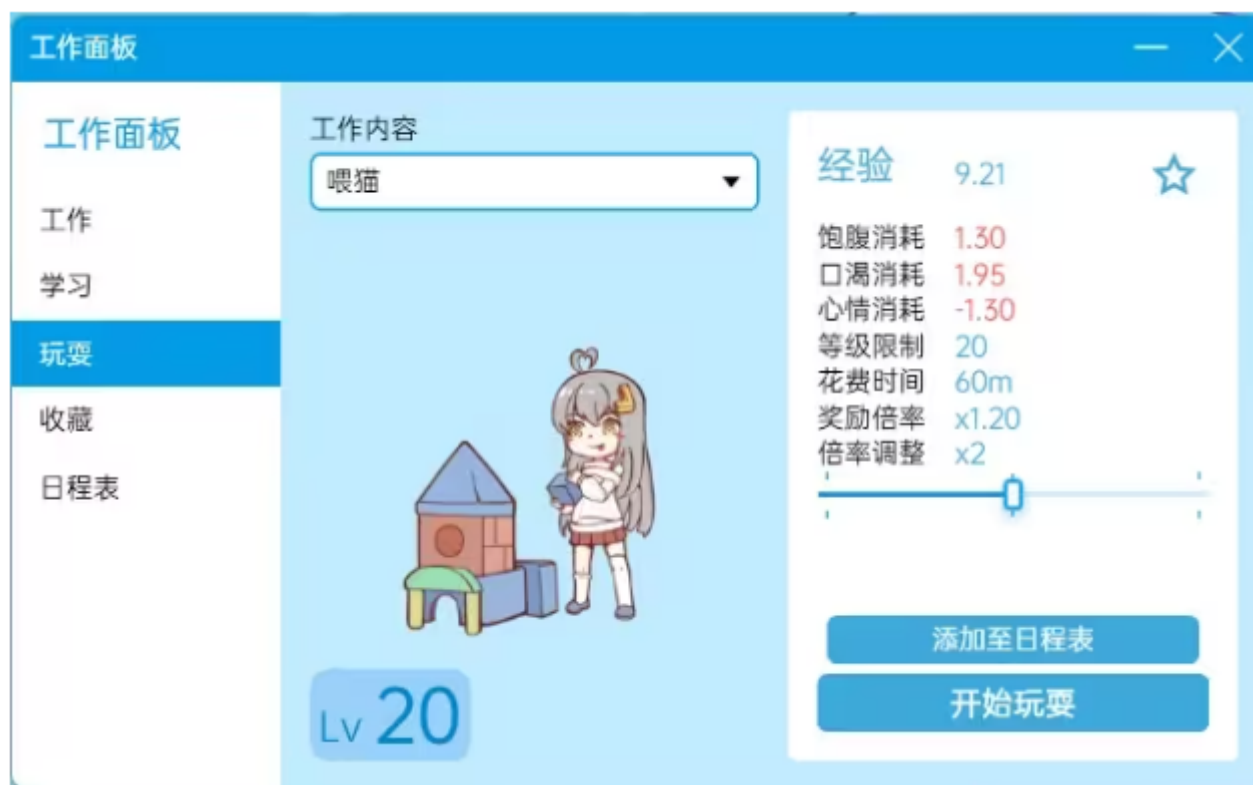 工作面板
工作面板
工作
学习
玩耍
收藏
日程表
工作内容
喂猫
Lv 20
经验 9.21
饱腹消耗 1.30
口渴消耗 1.95
心情消耗 -1.30
等级限制 20
花费时间 60m
奖励倍率 x1.20
倍率调整 x2
添加至日程表
开始玩耍